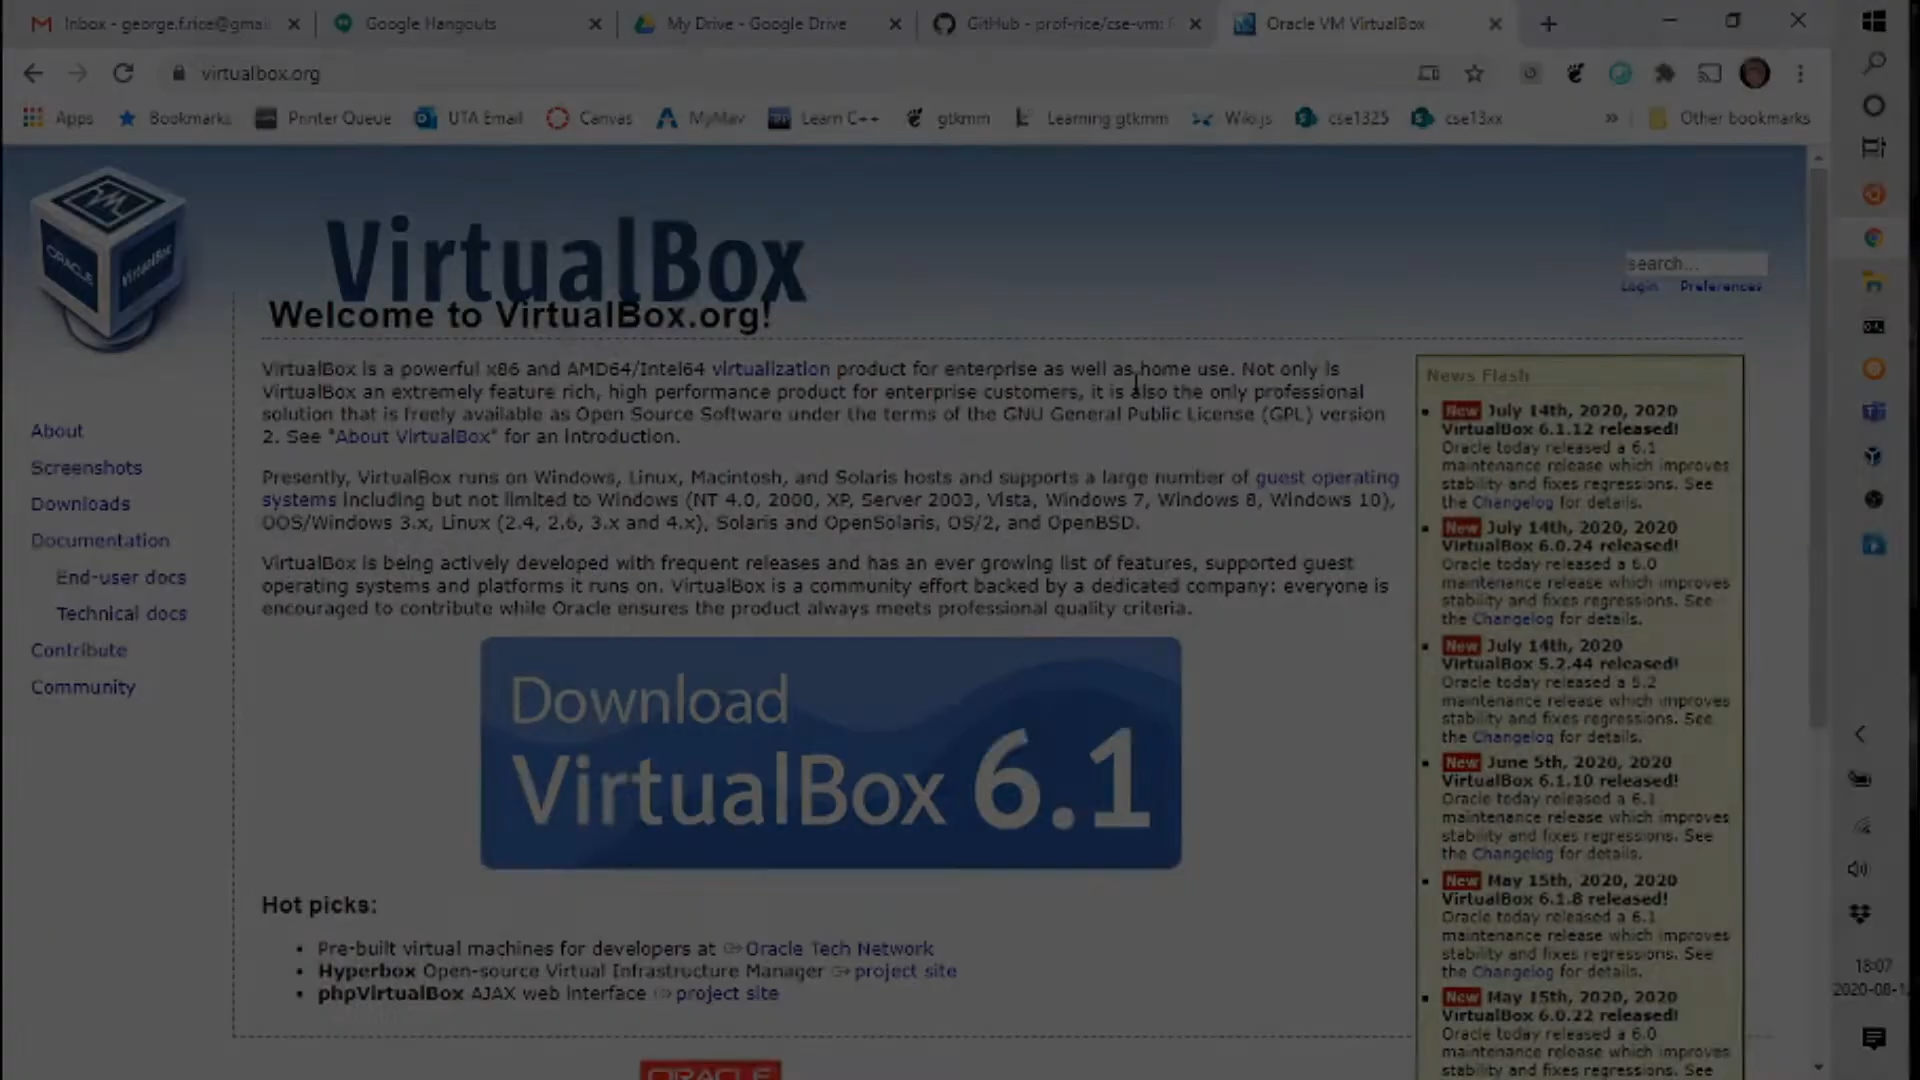 Inbox - george.f.rice@gmai
Google Hangouts
My Drive - Google Drive
GitHub - prof-rice/cse-vm:
Oracle VM VirtualBox
virtualbox.org
Apps
Bookmarks
Printer Queue
UTA Email
Canvas
MyMav
Learn C++
gtkmm
Learning gtkmm
Wiki.js
cse1325
cse13xx
»
Other bookmarks
ORACLE
VirtualBox
VirtualBox
search...
Login Preferences
Welcome to VirtualBox.org!
VirtualBox is a powerful x86 and AMD64/Intel64 virtualization product for enterprise as well as home use. Not only is
VirtualBox an extremely feature rich, high performance product for enterprise customers, it is also the only professional
solution that is freely available as Open Source Software under the terms of the GNU General Public License (GPL) version
2. See "About VirtualBox" for an introduction.
Presently, VirtualBox runs on Windows, Linux, Macintosh, and Solaris hosts and supports a large number of guest operating
systems including but not limited to Windows (NT 4.0, 2000, XP, Server 2003, Vista, Windows 7, Windows 8, Windows 10),
DOS/Windows 3.x, Linux (2.4, 2.6, 3.x and 4.x), Solaris and OpenSolaris, OS/2, and OpenBSD.
VirtualBox is being actively developed with frequent releases and has an ever growing list of features, supported guest
operating systems and platforms it runs on. VirtualBox is a community effort backed by a dedicated company: everyone is
encouraged to contribute while Oracle ensures the product always meets professional quality criteria.
About
Screenshots
Downloads
Documentation
End-user docs
Technical docs
Contribute
Community
Download
VirtualBox 6.1
Hot picks:
• Pre-built virtual machines for developers at Oracle Tech Network
• Hyperbox Open-source Virtual Infrastructure Manager project site
• phpVirtualBox AJAX web interface project site
ORACLE
News Flash
New July 14th, 2020, 2020
VirtualBox 6.1.12 released!
Oracle today released a 6.1
maintenance release which improves
stability and fixes regressions. See
the Changelog for details.
New July 14th, 2020, 2020
VirtualBox 6.0.24 released!
Oracle today released a 6.0
maintenance release which improves
stability and fixes regressions. See
the Changelog for details.
New July 14th, 2020
VirtualBox 5.2.44 released!
Oracle today released a 5.2
maintenance release which improves
stability and fixes regressions. See
the Changelog for details.
New June 5th, 2020, 2020
VirtualBox 6.1.10 released!
Oracle today released a 6.1
maintenance release which improves
stability and fixes regressions. See
the Changelog for details.
New May 15th, 2020, 2020
VirtualBox 6.1.8 released!
Oracle today released a 6.1
maintenance release which improves
stability and fixes regressions. See
the Changelog for details.
New May 15th, 2020, 2020
VirtualBox 6.0.22 released!
Oracle today released a 6.0
maintenance release which improves
stability and fixes regressions. See
18:07
2020-08-1